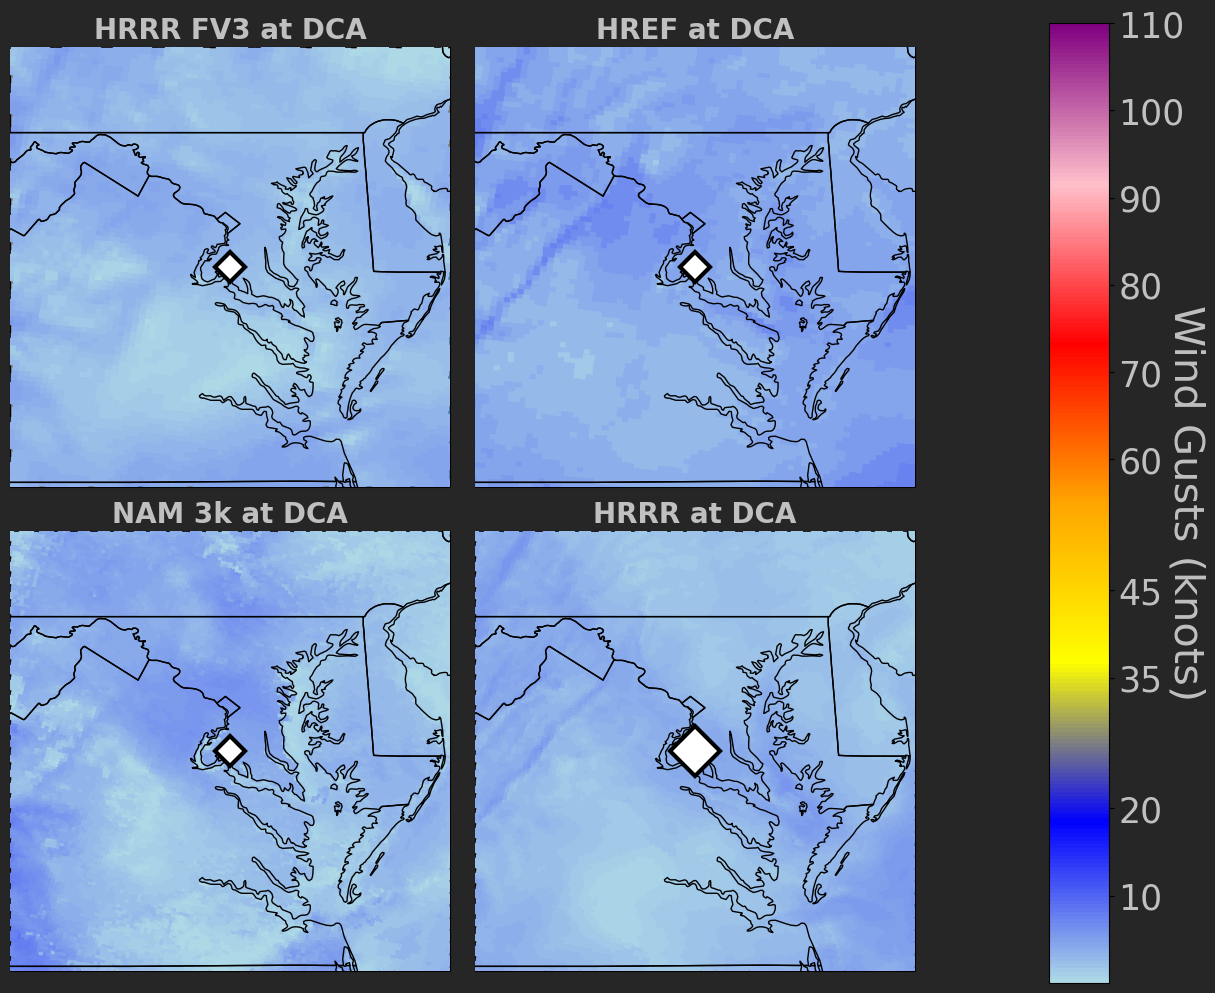 HRRR FV3 at DCA
HREF at DCA
NAM 3k at DCA
HRRR at DCA
110
100
90
80
70
60
45
35
20
10
Wind Gusts (knots)